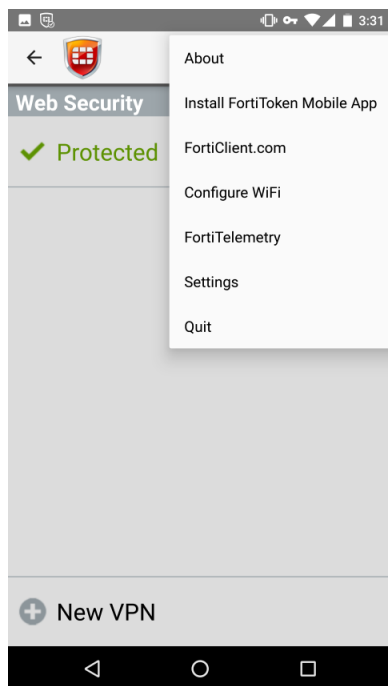 3:31
About
Web Security
Install FortiToken Mobile App
Protected
FortiClient.com
Configure WiFi
FortiTelemetry
Settings
Quit
New VPN